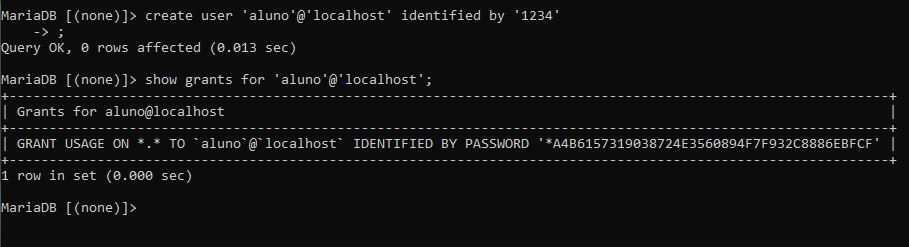 MariaDB [(none)]> create user 'aluno'@'localhost' identified by '1234'
    -> ;
Query OK, 0 rows affected (0.013 sec)
MariaDB [(none)]> show grants for 'aluno'@'localhost';
+--------------------------------------------------------------------------------------------------------------+
| Grants for aluno@localhost                                                                                   |
+--------------------------------------------------------------------------------------------------------------+
| GRANT USAGE ON *.* TO `aluno`@`localhost` IDENTIFIED BY PASSWORD '*A4B6157319038724E3560894F7F932C8886EBFCF' |
+--------------------------------------------------------------------------------------------------------------+
1 row in set (0.000 sec)
MariaDB [(none)]>